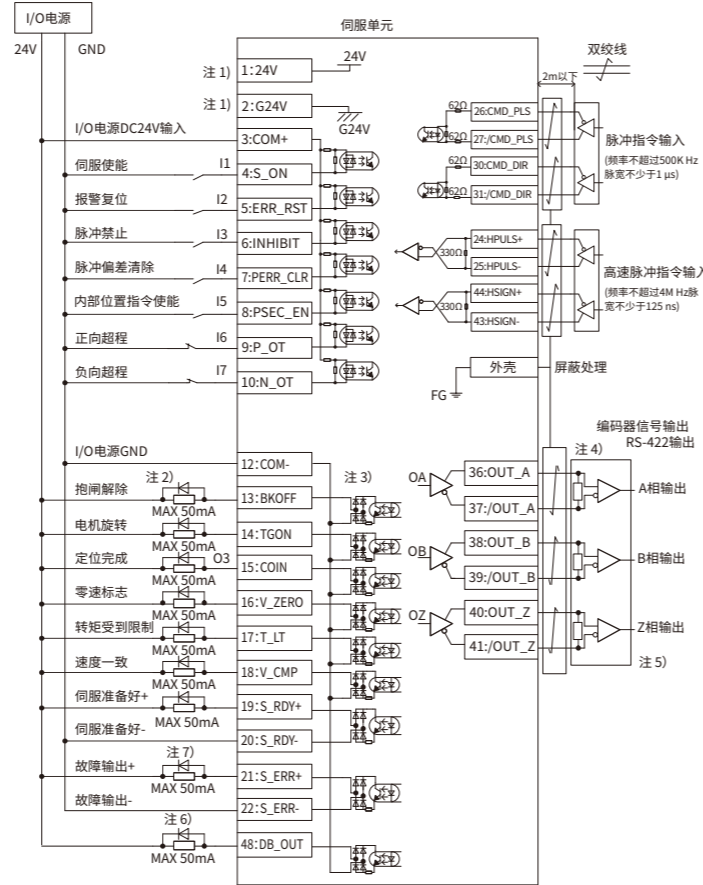 I/O电源
24V
GND
伺服单元
注 1)
1:24V
24V
注 1)
2:G24V
G24V
I/O电源DC24V输入
3:COM+
伺服使能
I1
4:S_ON
报警复位
I2
5:ERR_RST
脉冲禁止
I3
6:INHIBIT
脉冲偏差清除
I4
7:PERR_CLR
内部位置指令使能
I5
8:PSEC_EN
正向超程
I6
9:P_OT
负向超程
I7
10:N_OT
I/O电源GND
12:COM-
注 2)
注 3)
抱闸解除
MAX 50mA
13:BKOFF
电机旋转
MAX 50mA
14:TGON
定位完成
O3
MAX 50mA
15:COIN
零速标志
MAX 50mA
16:V_ZERO
转矩受到限制
MAX 50mA
17:T_LT
速度一致
MAX 50mA
18:V_CMP
伺服准备好+
MAX 50mA
19:S_RDY+
伺服准备好-
20:S_RDY-
注 7)
故障输出+
MAX 50mA
21:S_ERR+
故障输出-
22:S_ERR-
注 6)
MAX 50mA
48:DB_OUT
双绞线
2m以下
62Ω
26:CMD_PLS
62Ω
27:/CMD_PLS
脉冲指令输入
(频率不超过500K Hz
脉宽不少于1 μs)
62Ω
30:CMD_DIR
62Ω
31:/CMD_DIR
24:HPULS+
330Ω
25:HPULS-
高速脉冲指令输入
(频率不超过4M Hz脉
宽不少于125 ns)
44:HSIGN+
330Ω
43:HSIGN-
外壳
屏蔽处理
FG
编码器信号输出
RS-422输出
注 4)
OA
36:OUT_A
37:/OUT_A
A相输出
OB
38:OUT_B
39:/OUT_B
B相输出
OZ
40:OUT_Z
41:/OUT_Z
Z相输出
注 5)